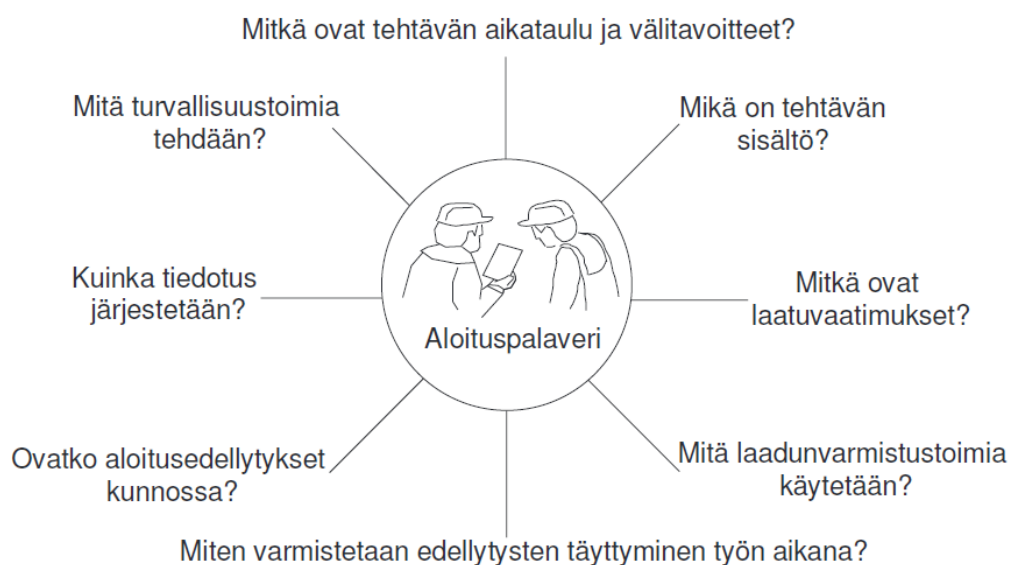 Mitkä ovat tehtävän aikataulu ja välitavoitteet?
Mitä turvallisuustoimia
tehdään?
Mikä on tehtävän
sisältö?
Kuinka tiedotus
järjestetään?
Mitkä ovat
laatuvaatimukset?
Aloituspalaveri
Ovatko aloitusedellytykset
kunnossa?
Mitä laadunvarmistustoimia
käytetään?
Miten varmistetaan edellytysten täyttyminen työn aikana?